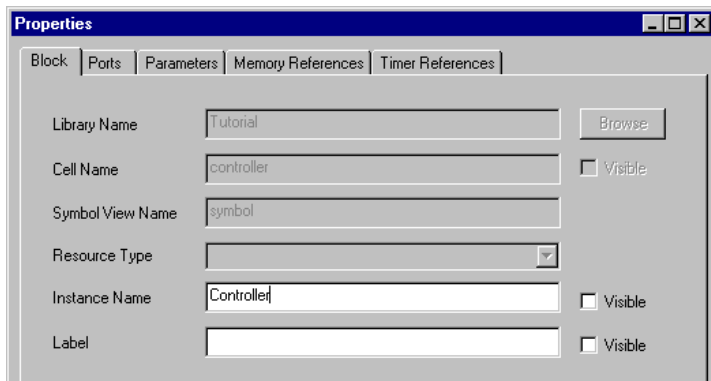 Properties
Block Ports Parameters Memory References Timer References
Library Name Tutorial Browse
Cell Name controller Visible
Symbol View Name symbol
Resource Type
Instance Name Controller Visible
Label Visible